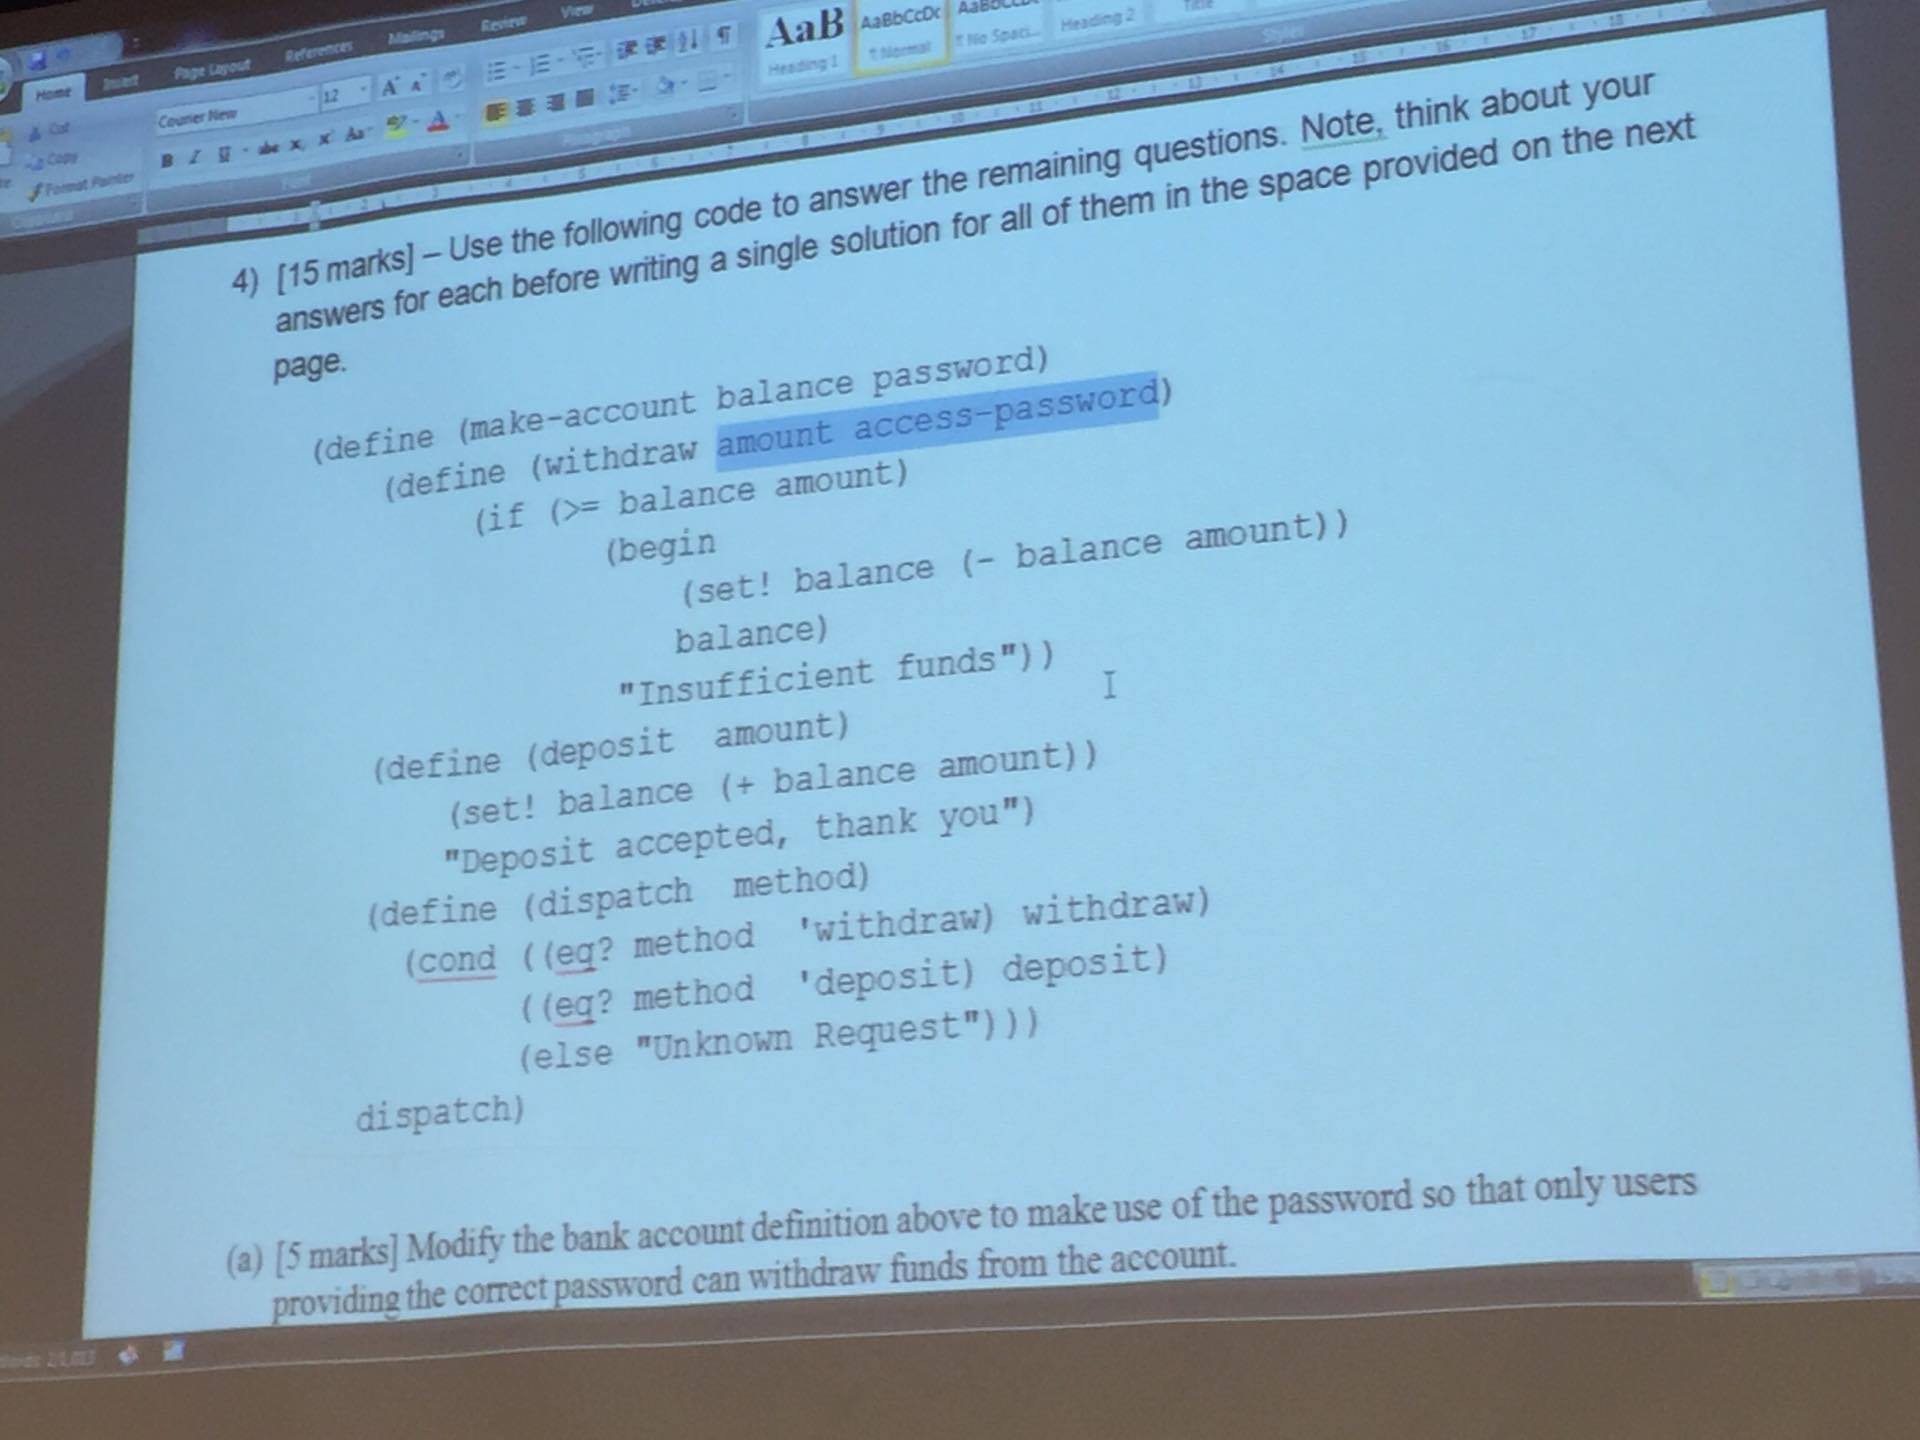 Home Insert Page Layout References Mailings Review View
Cut
Copy
Format Painter
Courier New 12
AaB AaBbCcDc
Heading 1 Normal No Spaci... Heading 2 Title
Paragraph
4) [15 marks] – Use the following code to answer the remaining questions. Note, think about your
answers for each before writing a single solution for all of them in the space provided on the next
page.
(define (make-account balance password)
(define (withdraw amount access-password)
(if (>= balance amount)
(begin
(set! balance (- balance amount))
balance)
"Insufficient funds"))
(define (deposit amount)
(set! balance (+ balance amount))
"Deposit accepted, thank you")
(define (dispatch method)
(cond ((eq? method 'withdraw) withdraw)
((eq? method 'deposit) deposit)
(else "Unknown Request")))
dispatch)
(a) [5 marks] Modify the bank account definition above to make use of the password so that only users
providing the correct password can withdraw funds from the account.